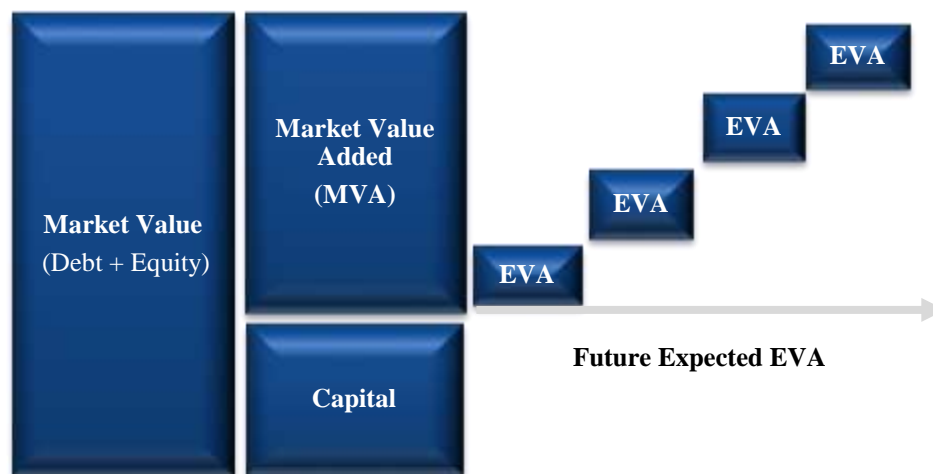 Market Value
(Debt + Equity)
Market Value
Added
(MVA)
Capital
EVA
EVA
EVA
EVA
Future Expected EVA